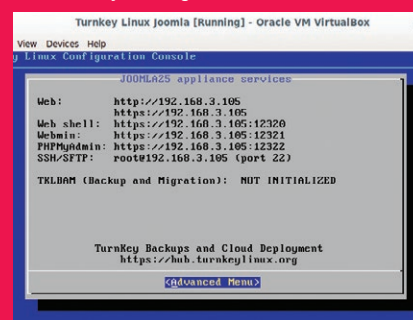 Turnkey Linux Joomla [Running] - Oracle VM VirtualBox
View Devices Help
y Linux Configuration Console
JOOMLA25 appliance services
Web: http://192.168.3.105
https://192.168.3.105
Web shell: https://192.168.3.105:12320
Webmin: https://192.168.3.105:12321
PHPMyAdmin: https://192.168.3.105:12322
SSH/SFTP: root@192.168.3.105 (port 22)
TKLBAM (Backup and Migration): NOT INITIALIZED
TurnKey Backups and Cloud Deployment
https://hub.turnkeylinux.org
<Advanced Menu>